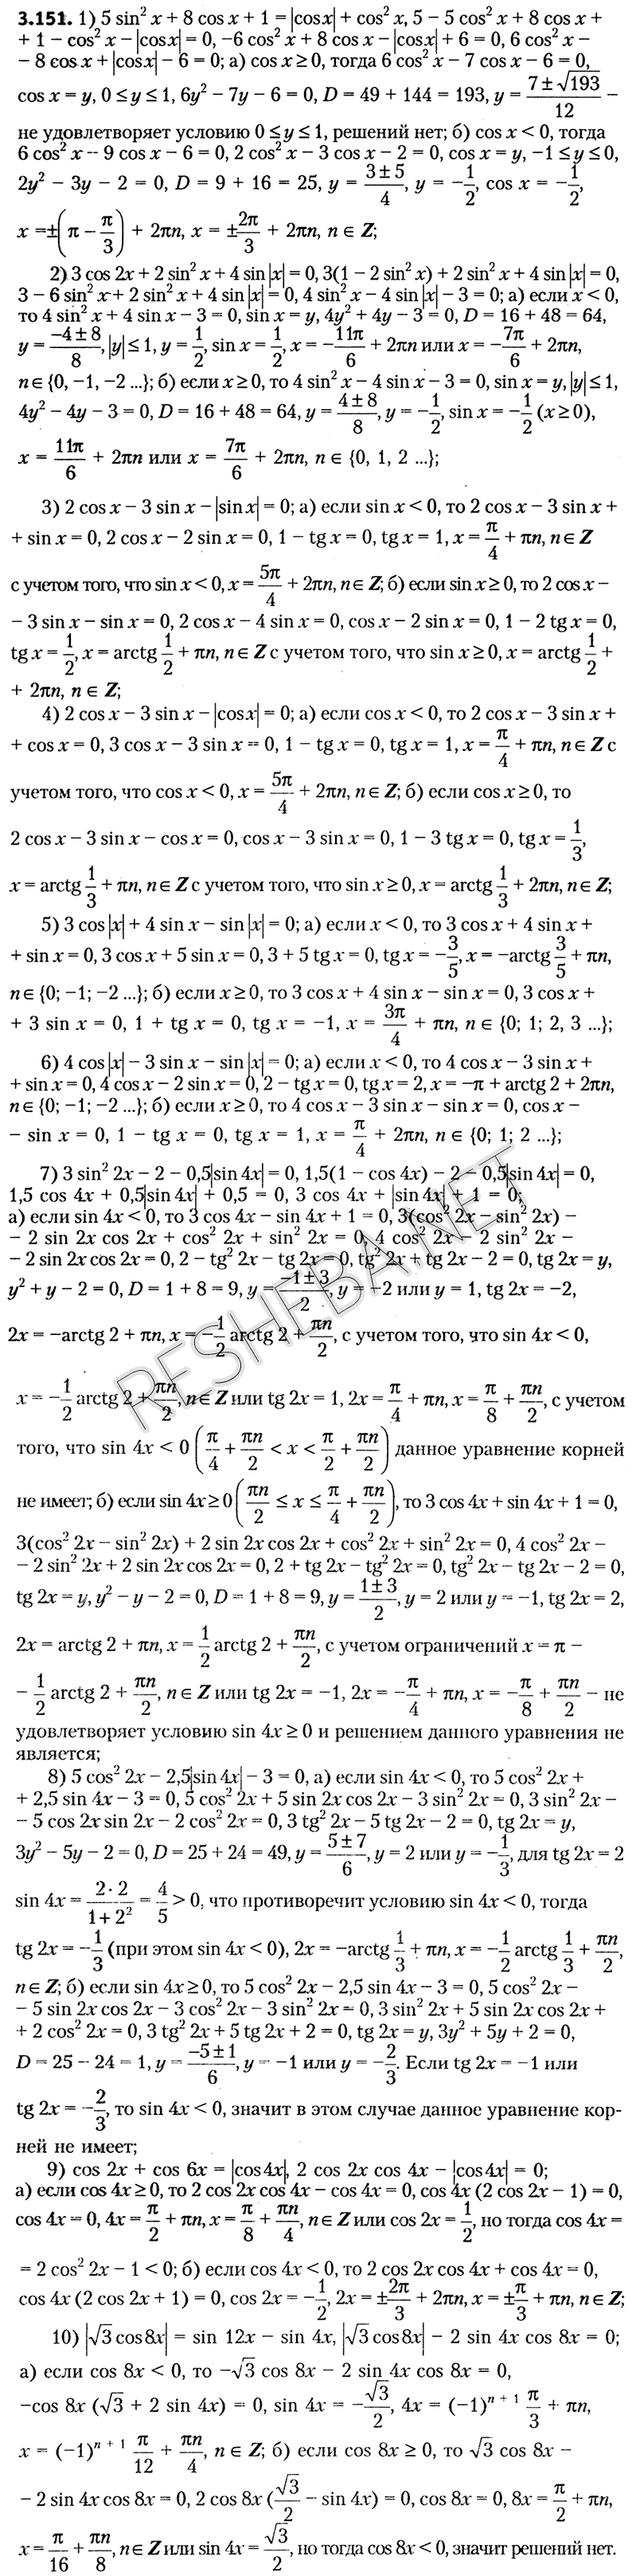 3.151. 1) 5 sin² x + 8 cos x + 1 = |cosx| + cos² x, 5 − 5 cos² x + 8 cos x +
+ 1 − cos² x − |cosx| = 0, −6 cos² x + 8 cos x − |cosx| + 6 = 0, 6 cos² x −
− 8 cos x + |cosx| − 6 = 0; а) cos x ≥ 0, тогда 6 cos² x − 7 cos x − 6 = 0,
cos x = y, 0 ≤ y ≤ 1, 6y² − 7y − 6 = 0, D = 49 + 144 = 193, y = (7 ± √193)/12 −
не удовлетворяет условию 0 ≤ y ≤ 1, решений нет; б) cos x < 0, тогда
6 cos² x − 9 cos x − 6 = 0, 2 cos² x − 3 cos x − 2 = 0, cos x = y, −1 ≤ y ≤ 0,
2y² − 3y − 2 = 0, D = 9 + 16 = 25, y = (3 ± 5)/4, y = −1/2, cos x = −1/2,
x = ±(π − π/3) + 2πn, x = ±2π/3 + 2πn, n ∈ Z;
2) 3 cos 2x + 2 sin² x + 4 sin |x| = 0, 3(1 − 2 sin² x) + 2 sin² x + 4 sin |x| = 0,
3 − 6 sin² x + 2 sin² x + 4 sin |x| = 0, 4 sin² x − 4 sin |x| − 3 = 0; а) если x < 0,
то 4 sin² x + 4 sin x − 3 = 0, sin x = y, 4y² + 4y − 3 = 0, D = 16 + 48 = 64,
y = (−4 ± 8)/8, |y| ≤ 1, y = 1/2, sin x = 1/2, x = −11π/6 + 2πn или x = −7π/6 + 2πn,
n ∈ {0, −1, −2 ...}; б) если x ≥ 0, то 4 sin² x − 4 sin x − 3 = 0, sin x = y, |y| ≤ 1,
4y² − 4y − 3 = 0, D = 16 + 48 = 64, y = (4 ± 8)/8, y = −1/2, sin x = −1/2 (x ≥ 0),
x = 11π/6 + 2πn или x = 7π/6 + 2πn, n ∈ {0, 1, 2 ...};
3) 2 cos x − 3 sin x − |sin x| = 0; а) если sin x < 0, то 2 cos x − 3 sin x +
+ sin x = 0, 2 cos x − 2 sin x = 0, 1 − tg x = 0, tg x = 1, x = π/4 + πn, n ∈ Z
с учетом того, что sin x < 0, x = 5π/4 + 2πn, n ∈ Z; б) если sin x ≥ 0, то 2 cos x −
− 3 sin x − sin x = 0, 2 cos x − 4 sin x = 0, cos x − 2 sin x = 0, 1 − 2 tg x = 0,
tg x = 1/2, x = arctg 1/2 + πn, n ∈ Z с учетом того, что sin x ≥ 0, x = arctg 1/2 +
+ 2πn, n ∈ Z;
4) 2 cos x − 3 sin x − |cosx| = 0; а) если cos x < 0, то 2 cos x − 3 sin x +
+ cos x = 0, 3 cos x − 3 sin x = 0, 1 − tg x = 0, tg x = 1, x = π/4 + πn, n ∈ Z с
учетом того, что cos x < 0, x = 5π/4 + 2πn, n ∈ Z; б) если cos x ≥ 0, то
2 cos x − 3 sin x − cos x = 0, cos x − 3 sin x = 0, 1 − 3 tg x = 0, tg x = 1/3,
x = arctg 1/3 + πn, n ∈ Z с учетом того, что sin x ≥ 0, x = arctg 1/3 + 2πn, n ∈ Z;
5) 3 cos |x| + 4 sin x − sin |x| = 0; а) если x < 0, то 3 cos x + 4 sin x +
+ sin x = 0, 3 cos x + 5 sin x = 0, 3 + 5 tg x = 0, tg x = −3/5, x = −arctg 3/5 + πn,
n ∈ {0; −1; −2 ...}; б) если x ≥ 0, то 3 cos x + 4 sin x − sin x = 0, 3 cos x +
+ 3 sin x = 0, 1 + tg x = 0, tg x = −1, x = 3π/4 + πn, n ∈ {0; 1; 2, 3 ...};
6) 4 cos |x| − 3 sin x − sin |x| = 0; а) если x < 0, то 4 cos x − 3 sin x +
+ sin x = 0, 4 cos x − 2 sin x = 0, 2 − tg x = 0, tg x = 2, x = −π + arctg 2 + 2πn,
n ∈ {0; −1; −2 ...}; б) если x ≥ 0, то 4 cos x − 3 sin x − sin x = 0, cos x −
− sin x = 0, 1 − tg x = 0, tg x = 1, x = π/4 + 2πn, n ∈ {0; 1; 2 ...};
7) 3 sin² 2x − 2 − 0,5|sin 4x| = 0, 1,5(1 − cos 4x) − 2 − 0,5|sin 4x| = 0,
1,5 cos 4x + 0,5|sin 4x| + 0,5 = 0, 3 cos 4x + |sin 4x| + 1 = 0;
а) если sin 4x < 0, то 3 cos 4x − sin 4x + 1 = 0, 3(cos² 2x − sin² 2x) −
− 2 sin 2x cos 2x + cos² 2x + sin² 2x = 0, 4 cos² 2x − 2 sin² 2x −
− 2 sin 2x cos 2x = 0, 2 − tg² 2x − tg 2x = 0, tg² 2x + tg 2x − 2 = 0, tg 2x = y,
y² + y − 2 = 0, D = 1 + 8 = 9, y = (−1 ± 3)/2, y = −2 или y = 1, tg 2x = −2,
2x = −arctg 2 + πn, x = −1/2 arctg 2 + πn/2, с учетом того, что sin 4x < 0,
x = −1/2 arctg 2 + πn/2, n ∈ Z или tg 2x = 1, 2x = π/4 + πn, x = π/8 + πn/2, с учетом
того, что sin 4x < 0 (π/4 + πn/2 < x < π/2 + πn/2) данное уравнение корней
не имеет; б) если sin 4x ≥ 0 (πn/2 ≤ x ≤ π/4 + πn/2), то 3 cos 4x + sin 4x + 1 = 0,
3(cos² 2x − sin² 2x) + 2 sin 2x cos 2x + cos² 2x + sin² 2x = 0, 4 cos² 2x −
− 2 sin² 2x + 2 sin 2x cos 2x = 0, 2 + tg 2x − tg² 2x = 0, tg² 2x − tg 2x − 2 = 0,
tg 2x = y, y² − y − 2 = 0, D = 1 + 8 = 9, y = (1 ± 3)/2, y = 2 или y = −1, tg 2x = 2,
2x = arctg 2 + πn, x = 1/2 arctg 2 + πn/2, с учетом ограничений x = π −
− 1/2 arctg 2 + πn/2, n ∈ Z или tg 2x = −1, 2x = −π/4 + πn, x = −π/8 + πn/2 − не
удовлетворяет условию sin 4x ≥ 0 и решением данного уравнения не
является;
8) 5 cos² 2x − 2,5|sin 4x| − 3 = 0, а) если sin 4x < 0, то 5 cos² 2x +
+ 2,5 sin 4x − 3 = 0, 5 cos² 2x + 5 sin 2x cos 2x − 3 sin² 2x = 0, 3 sin² 2x −
− 5 cos 2x sin 2x − 2 cos² 2x = 0, 3 tg² 2x − 5 tg 2x − 2 = 0, tg 2x = y,
3y² − 5y − 2 = 0, D = 25 + 24 = 49, y = (5 ± 7)/6, y = 2 или y = −1/3, для tg 2x = 2
sin 4x = (2 · 2)/(1 + 2²) = 4/5 > 0, что противоречит условию sin 4x < 0, тогда
tg 2x = −1/3 (при этом sin 4x < 0), 2x = −arctg 1/3 + πn, x = −1/2 arctg 1/3 + πn/2,
n ∈ Z; б) если sin 4x ≥ 0, то 5 cos² 2x − 2,5 sin 4x − 3 = 0, 5 cos² 2x −
− 5 sin 2x cos 2x − 3 cos² 2x − 3 sin² 2x = 0, 3 sin² 2x + 5 sin 2x cos 2x +
+ 2 cos² 2x = 0, 3 tg² 2x + 5 tg 2x + 2 = 0, tg 2x = y, 3y² + 5y + 2 = 0,
D = 25 − 24 = 1, y = (−5 ± 1)/6, y = −1 или y = −2/3. Если tg 2x = −1 или
tg 2x = −2/3, то sin 4x < 0, значит в этом случае данное уравнение кор-
ней не имеет;
9) cos 2x + cos 6x = |cos4x|, 2 cos 2x cos 4x − |cos4x| = 0;
а) если cos 4x ≥ 0, то 2 cos 2x cos 4x − cos 4x = 0, cos 4x (2 cos 2x − 1) = 0,
cos 4x = 0, 4x = π/2 + πn, x = π/8 + πn/4, n ∈ Z или cos 2x = 1/2, но тогда cos 4x =
= 2 cos² 2x − 1 < 0; б) если cos 4x < 0, то 2 cos 2x cos 4x + cos 4x = 0,
cos 4x (2 cos 2x + 1) = 0, cos 2x = −1/2, 2x = ±2π/3 + 2πn, x = ±π/3 + πn, n ∈ Z;
10) |√3 cos8x| = sin 12x − sin 4x, |√3 cos8x| − 2 sin 4x cos 8x = 0;
а) если cos 8x < 0, то −√3 cos 8x − 2 sin 4x cos 8x = 0,
−cos 8x (√3 + 2 sin 4x) = 0, sin 4x = −√3/2, 4x = (−1)ⁿ ⁺ ¹ π/3 + πn,
x = (−1)ⁿ ⁺ ¹ π/12 + πn/4, n ∈ Z; б) если cos 8x ≥ 0, то √3 cos 8x −
− 2 sin 4x cos 8x = 0, 2 cos 8x (√3/2 − sin 4x) = 0, cos 8x = 0, 8x = π/2 + πn,
x = π/16 + πn/8, n ∈ Z или sin 4x = √3/2, но тогда cos 8x < 0, значит решений нет.
RESHEBA.NET